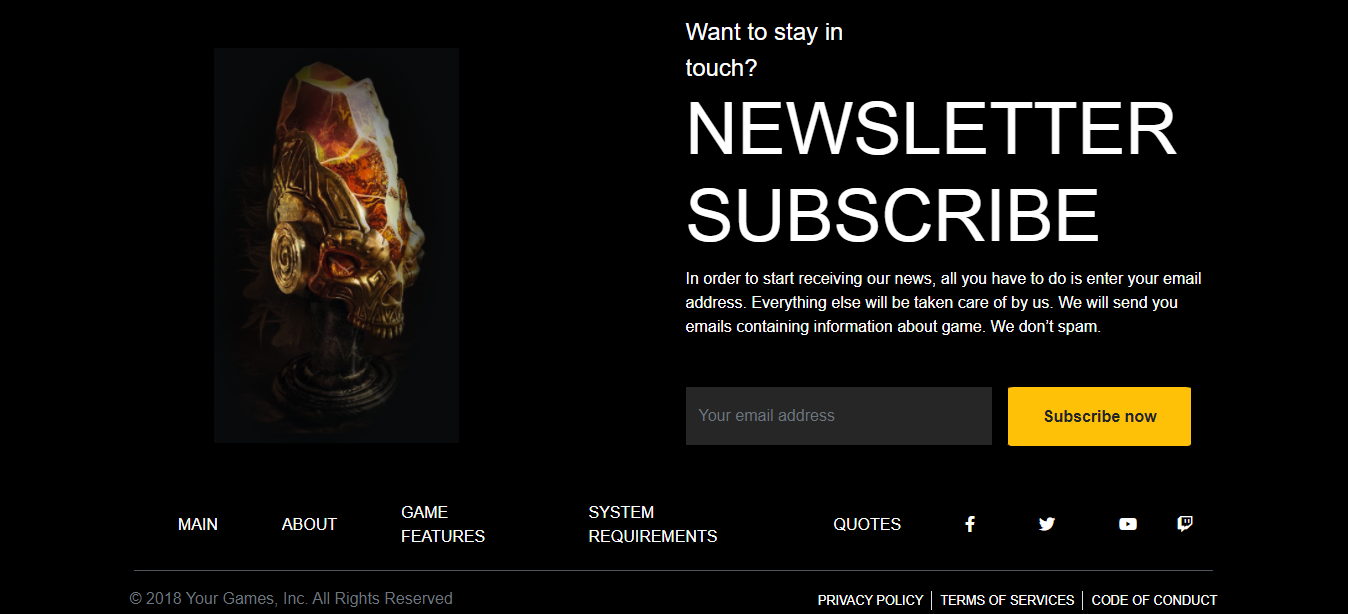 Want to stay in
touch?
NEWSLETTER
SUBSCRIBE
In order to start receiving our news, all you have to do is enter your email
address. Everything else will be taken care of by us. We will send you
emails containing information about game. We don’t spam.
Your email address
Subscribe now
MAIN
ABOUT
GAME
FEATURES
SYSTEM
REQUIREMENTS
QUOTES
© 2018 Your Games, Inc. All Rights Reserved
PRIVACY POLICY
TERMS OF SERVICES
CODE OF CONDUCT